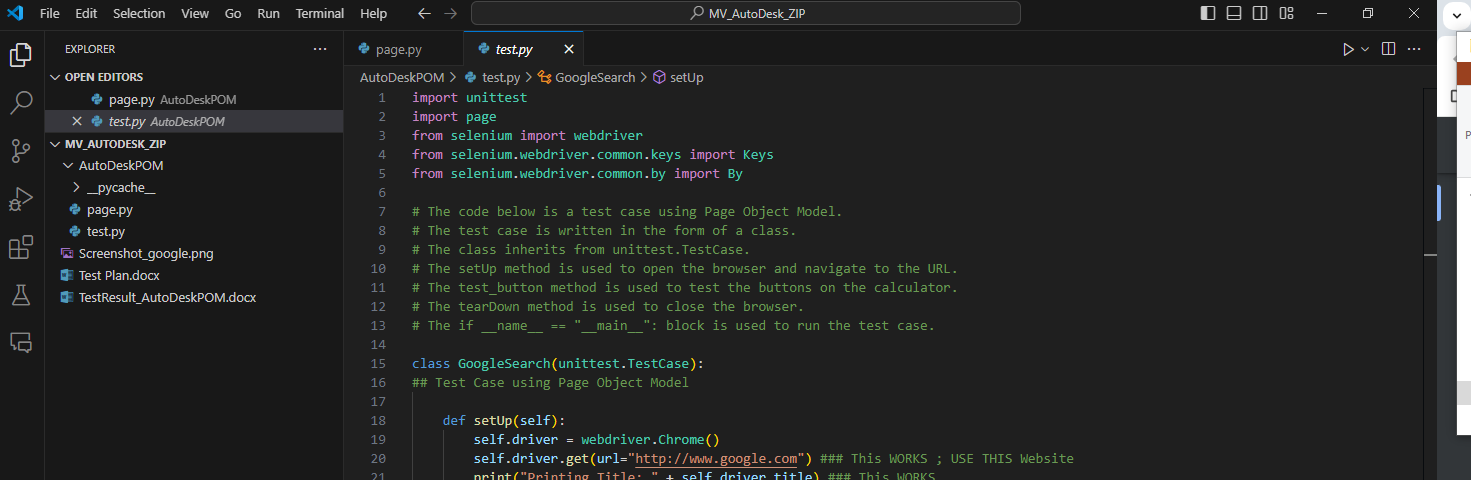 File Edit Selection View Go Run Terminal Help
MV_AutoDesk_ZIP
EXPLORER
OPEN EDITORS
page.py AutoDeskPOM
test.py AutoDeskPOM
MV_AUTODESK_ZIP
AutoDeskPOM
__pycache__
page.py
test.py
Screenshot_google.png
Test Plan.docx
TestResult_AutoDeskPOM.docx
page.py test.py
AutoDeskPOM > test.py > GoogleSearch > setUp
1 import unittest
2 import page
3 from selenium import webdriver
4 from selenium.webdriver.common.keys import Keys
5 from selenium.webdriver.common.by import By
6
7 # The code below is a test case using Page Object Model.
8 # The test case is written in the form of a class.
9 # The class inherits from unittest.TestCase.
10 # The setUp method is used to open the browser and navigate to the URL.
11 # The test_button method is used to test the buttons on the calculator.
12 # The tearDown method is used to close the browser.
13 # The if __name__ == "__main__": block is used to run the test case.
14
15 class GoogleSearch(unittest.TestCase):
16 ## Test Case using Page Object Model
17
18 def setUp(self):
19 self.driver = webdriver.Chrome()
20 self.driver.get(url="http://www.google.com") ### This WORKS ; USE THIS Website
21 print("Printing Title: " + self.driver.title) ### This WORKS
P